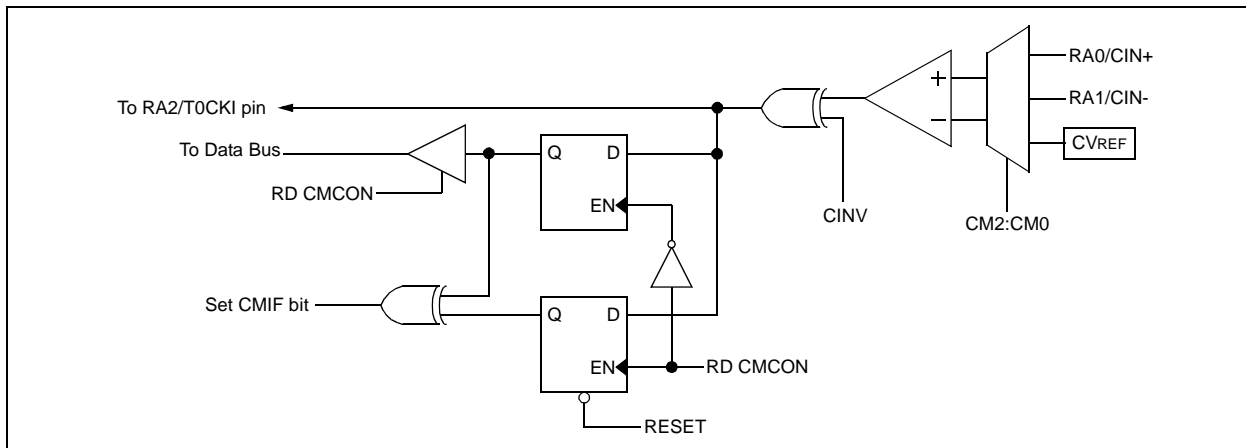 RA0/CIN+
To RA2/T0CKI pin
RA1/CIN-
To Data Bus
Q D
CVREF
RD CMCON
EN
CINV
CM2:CM0
Set CMIF bit
Q D
EN
RD CMCON
RESET